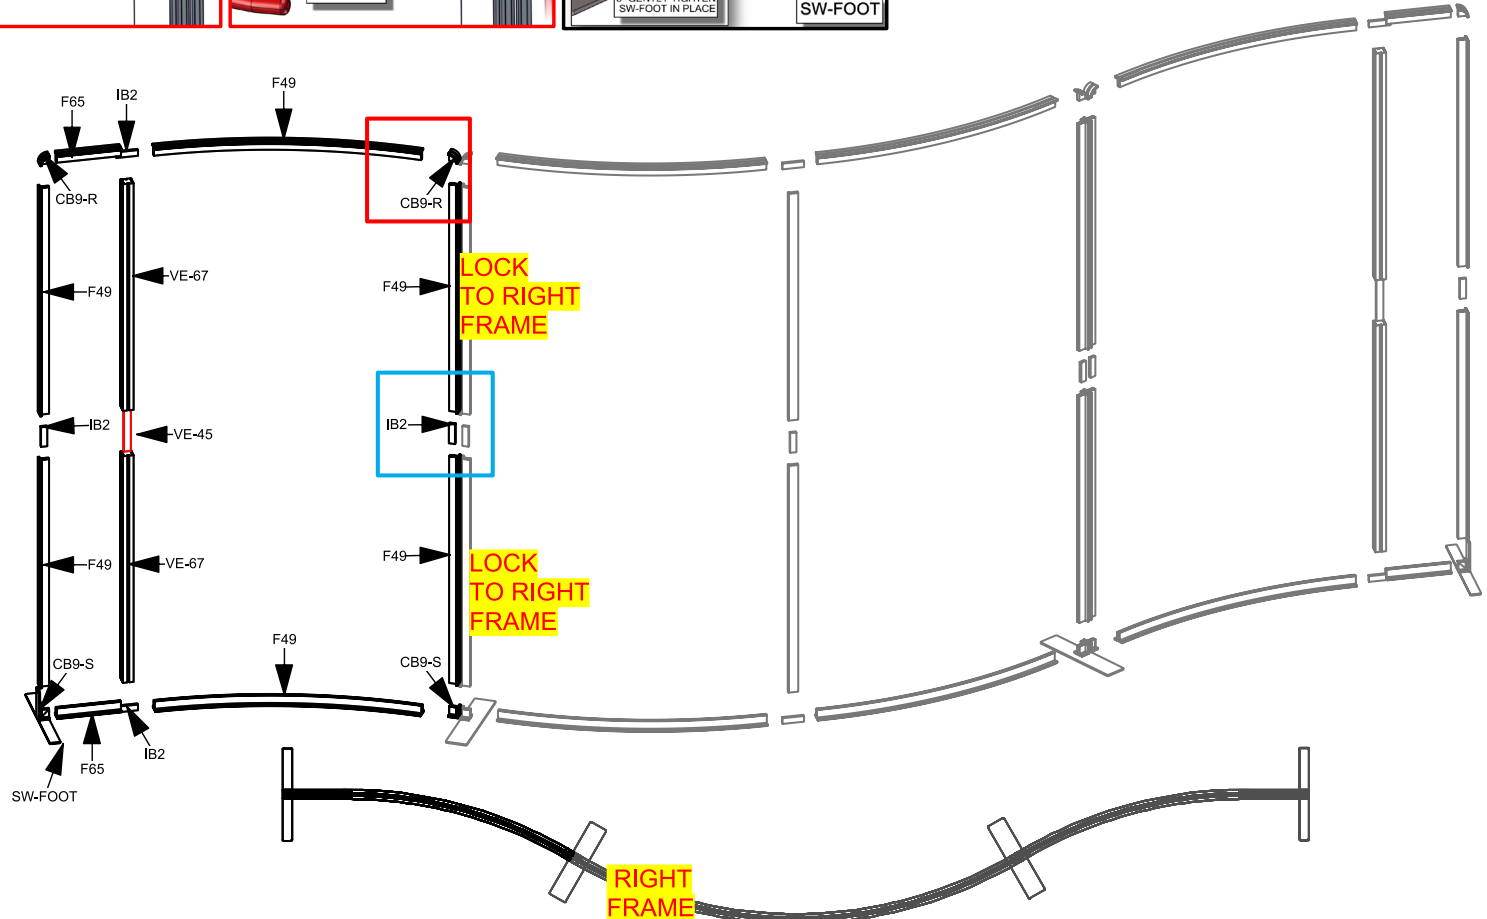 SW-FOOT IN PLACE
SW-FOOT
F49
IB2
F65
CB9-R
CB9-R
VE-67
LOCK
TO RIGHT
FRAME
F49
F49
IB2
IB2
VE-45
F49
LOCK
TO RIGHT
FRAME
F49
VE-67
F49
CB9-S
CB9-S
IB2
F65
SW-FOOT
RIGHT
FRAME